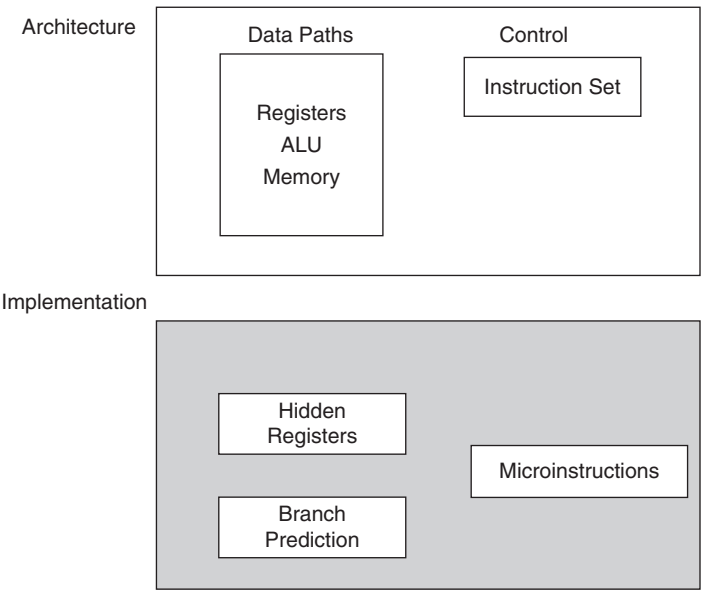 Architecture
Data Paths
Control
Registers
ALU
Memory
Instruction Set
Implementation
Hidden
Registers
Branch
Prediction
Microinstructions